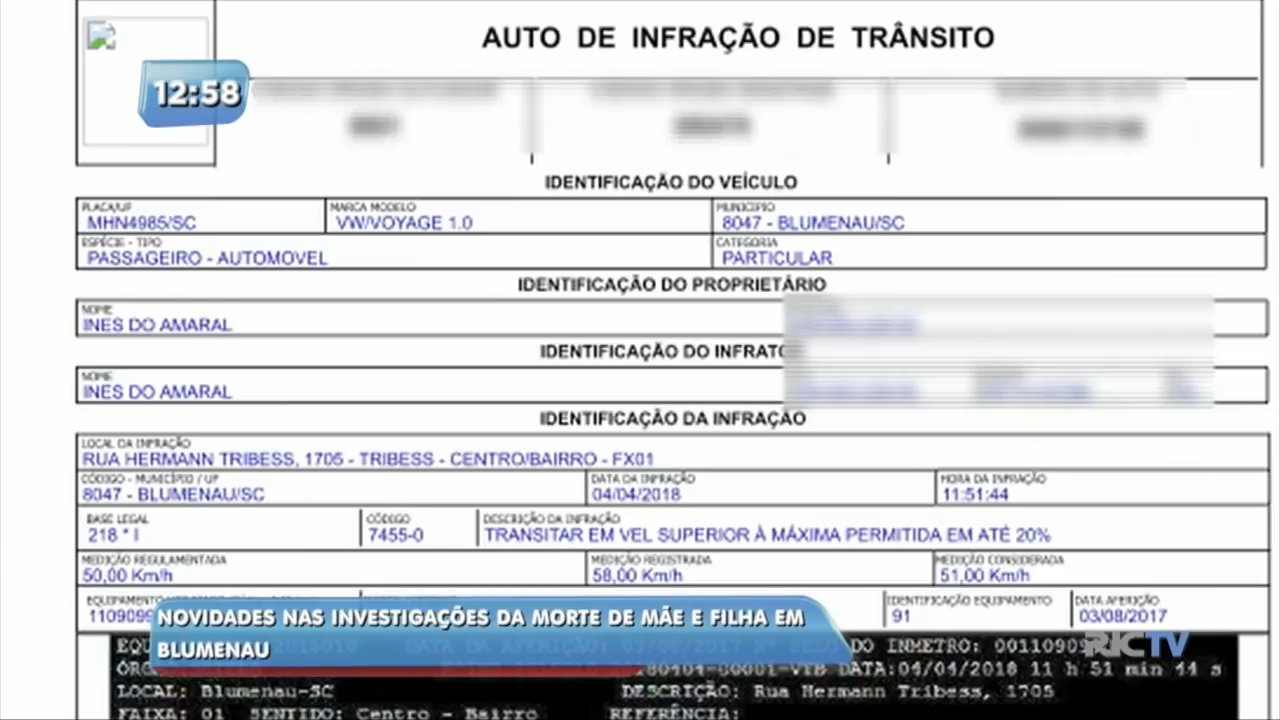 AUTO DE INFRAÇÃO DE TRÂNSITO
12:58
IDENTIFICAÇÃO DO VEÍCULO
PLACA/UF MARCA MODELO MUNICÍPIO
MHN4985/SC VW/VOYAGE 1.0 8047 - BLUMENAU/SC
ESPÉCIE - TIPO CATEGORIA
PASSAGEIRO - AUTOMOVEL PARTICULAR
IDENTIFICAÇÃO DO PROPRIETÁRIO
NOME
INES DO AMARAL
IDENTIFICAÇÃO DO INFRATOR
NOME
INES DO AMARAL
IDENTIFICAÇÃO DA INFRAÇÃO
LOCAL DA INFRAÇÃO
RUA HERMANN TRIBESS, 1705 - TRIBESS - CENTRO/BAIRRO - FX01
CÓDIGO - MUNICÍPIO / UF DATA DA INFRAÇÃO HORA DA INFRAÇÃO
8047 - BLUMENAU/SC 04/04/2018 11:51:44
BASE LEGAL CÓDIGO DESCRIÇÃO DA INFRAÇÃO
218 * I 7455-0 TRANSITAR EM VEL SUPERIOR À MÁXIMA PERMITIDA EM ATÉ 20%
MEDIÇÃO REGULAMENTADA MEDIÇÃO REGISTRADA MEDIÇÃO CONSIDERADA
50,00 Km/h 58,00 Km/h 51,00 Km/h
IDENTIFICAÇÃO EQUIPAMENTO DATA AFERIÇÃO
91 03/08/2017
NOVIDADES NAS INVESTIGAÇÕES DA MORTE DE MÃE E FILHA EM
BLUMENAU
RICTV
DO INMETRO:
DATA:04/04/2018 11 h 51 min 44 s
LOCAL: Blumenau-SC DESCRIÇÃO: Rua Hermann Tribess, 1705
FAIXA: 01 SENTIDO: Centro - Bairro REFERÊNCIA: